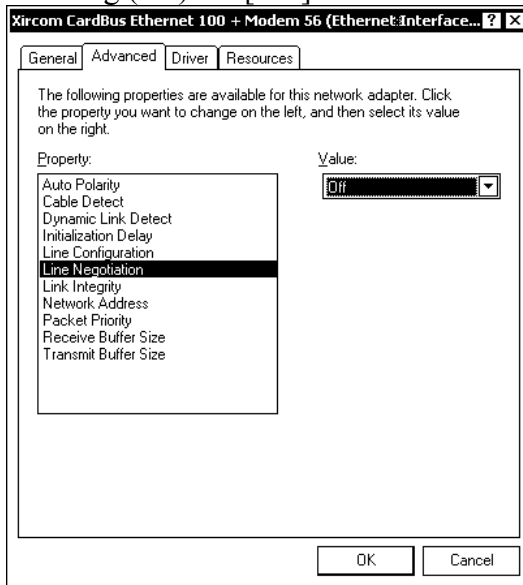 Xircom CardBus Ethernet 100 + Modem 56 (Ethernet Interface... ? X
General Advanced Driver Resources
The following properties are available for this network adapter. Click
the property you want to change on the left, and then select its value
on the right.
Property:
Auto Polarity
Cable Detect
Dynamic Link Detect
Initialization Delay
Line Configuration
Line Negotiation
Link Integrity
Network Address
Packet Priority
Receive Buffer Size
Transmit Buffer Size
Value:
Off
OK Cancel